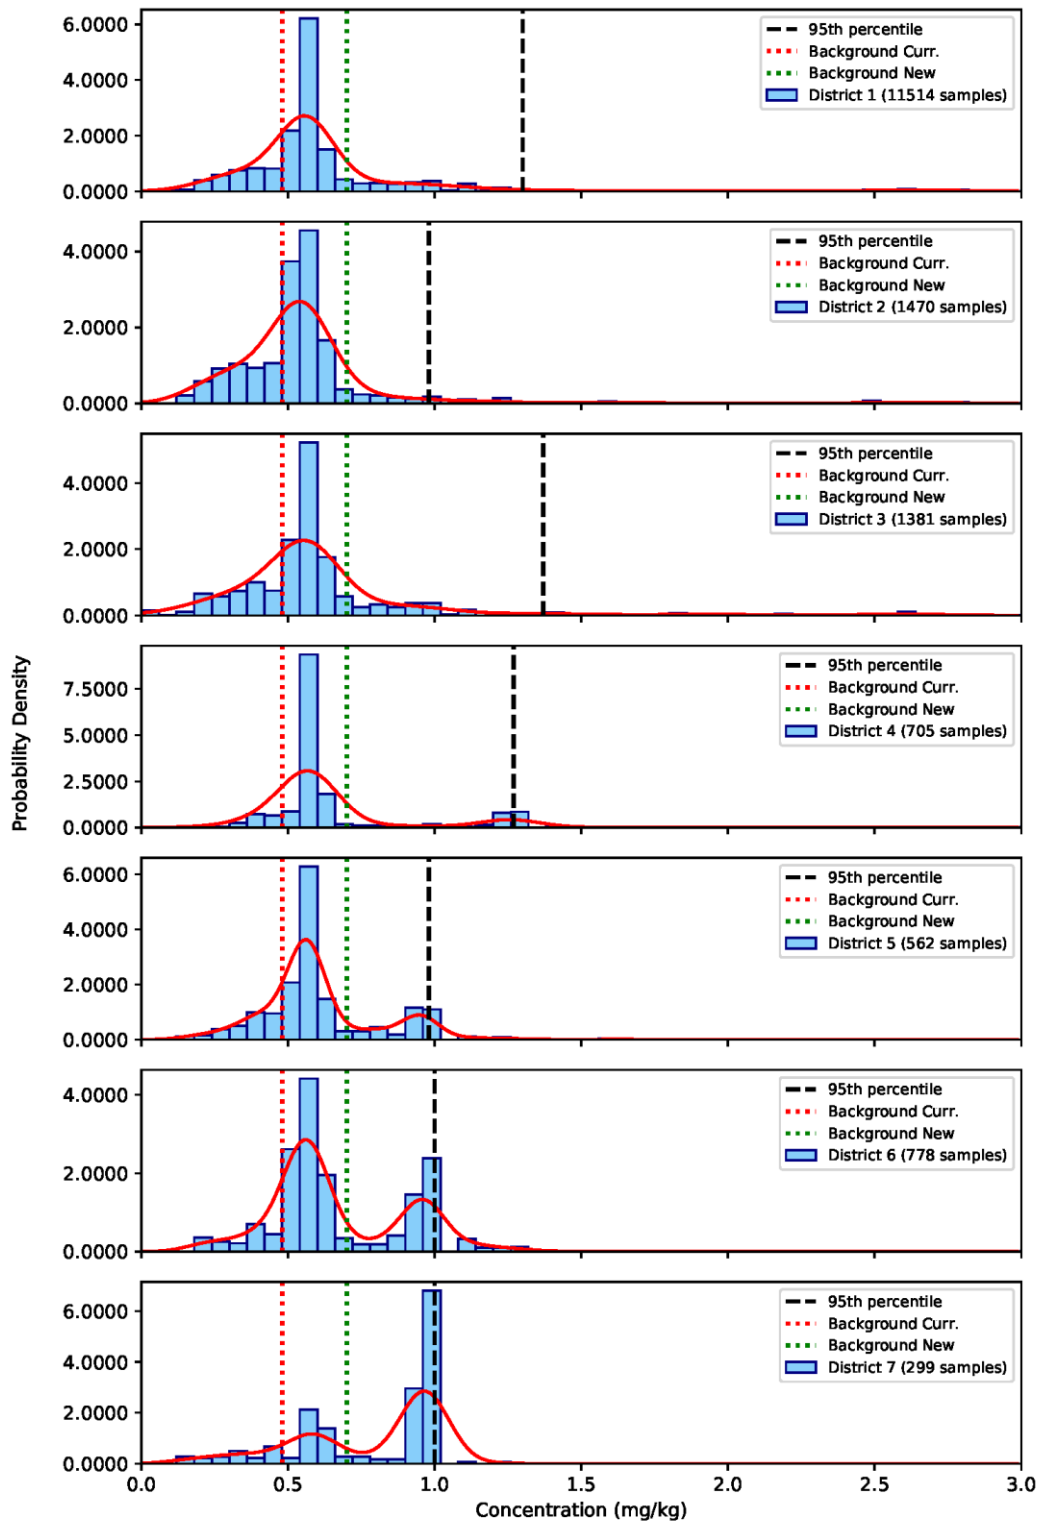 6.0000
4.0000
2.0000
0.0000
95th percentile
Background Curr.
Background New
District 1 (11514 samples)
4.0000
2.0000
0.0000
95th percentile
Background Curr.
Background New
District 2 (1470 samples)
4.0000
2.0000
0.0000
95th percentile
Background Curr.
Background New
District 3 (1381 samples)
Probability Density
7.5000
5.0000
2.5000
0.0000
95th percentile
Background Curr.
Background New
District 4 (705 samples)
6.0000
4.0000
2.0000
0.0000
95th percentile
Background Curr.
Background New
District 5 (562 samples)
4.0000
2.0000
0.0000
95th percentile
Background Curr.
Background New
District 6 (778 samples)
6.0000
4.0000
2.0000
0.0000
95th percentile
Background Curr.
Background New
District 7 (299 samples)
0.0 0.5 1.0 1.5 2.0 2.5 3.0
Concentration (mg/kg)